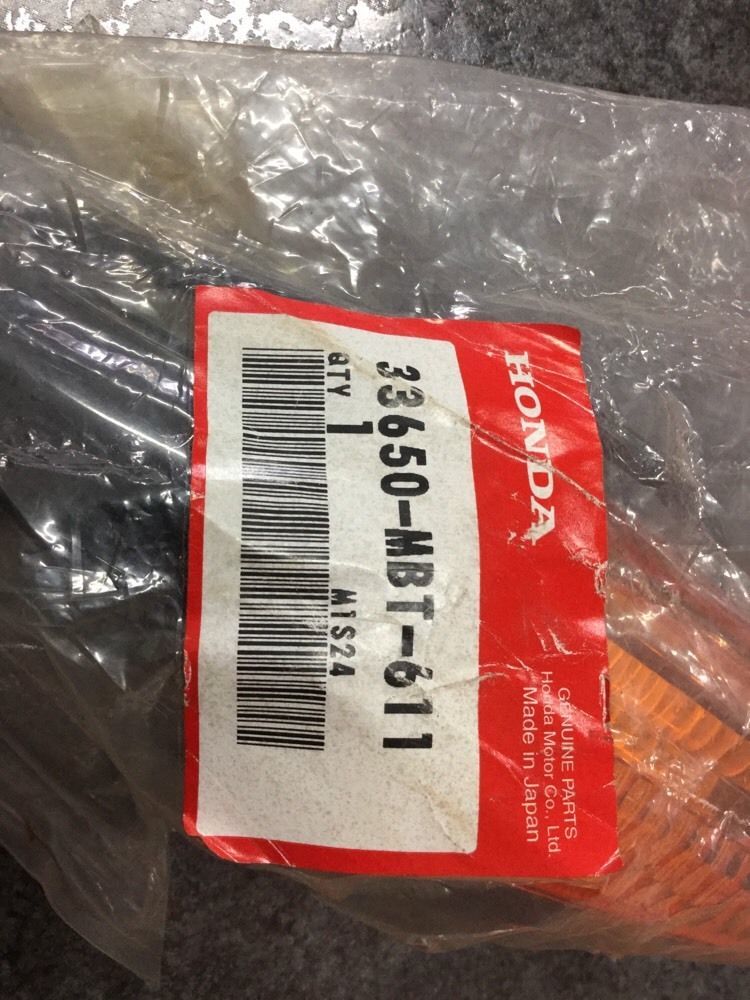 HONDA
GENUINE PARTS
Honda Motor Co., Ltd.
Made in Japan
33650-MBT-611
QTY 1 M1S24